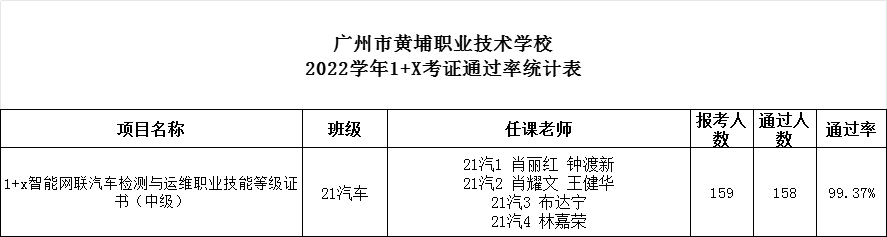 广州市黄埔职业技术学校
2022学年1+X考证通过率统计表
项目名称 班级 任课老师 报考人数 通过人数 通过率
1+x智能网联汽车检测与运维职业技能等级证书（中级） 21汽车 159 158 99.37%
21汽1 肖丽红 钟渡新
21汽2 肖耀文 王健华
21汽3 布达宁
21汽4 林嘉荣